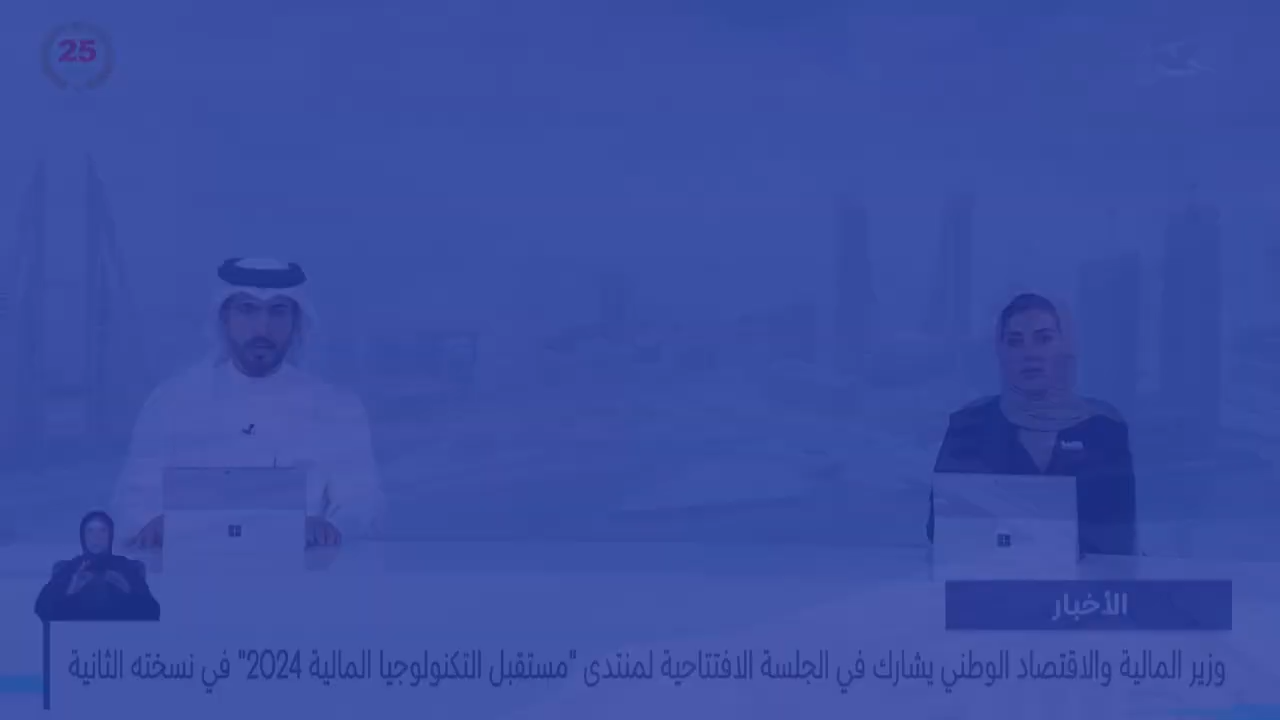 25
الأخبار
وزير المالية والاقتصاد الوطني يشارك في الجلسة الافتتاحية لمنتدى "مستقبل التكنولوجيا المالية 2024" في نسخته الثانية